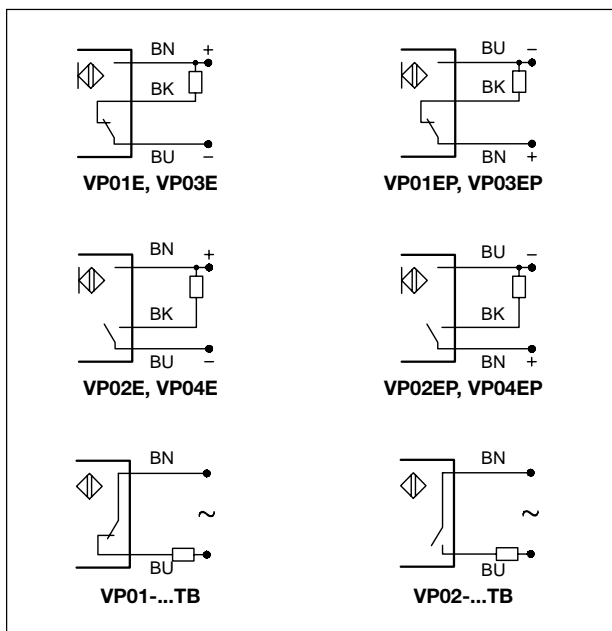 BN +
BK
BU –
VP01E, VP03E
BU –
BK
BN +
VP01EP, VP03EP
BN +
BK
BU –
VP02E, VP04E
BU –
BK
BN +
VP02EP, VP04EP
BN
~
BU
VP01-...TB
BN
~
BU
VP02-...TB